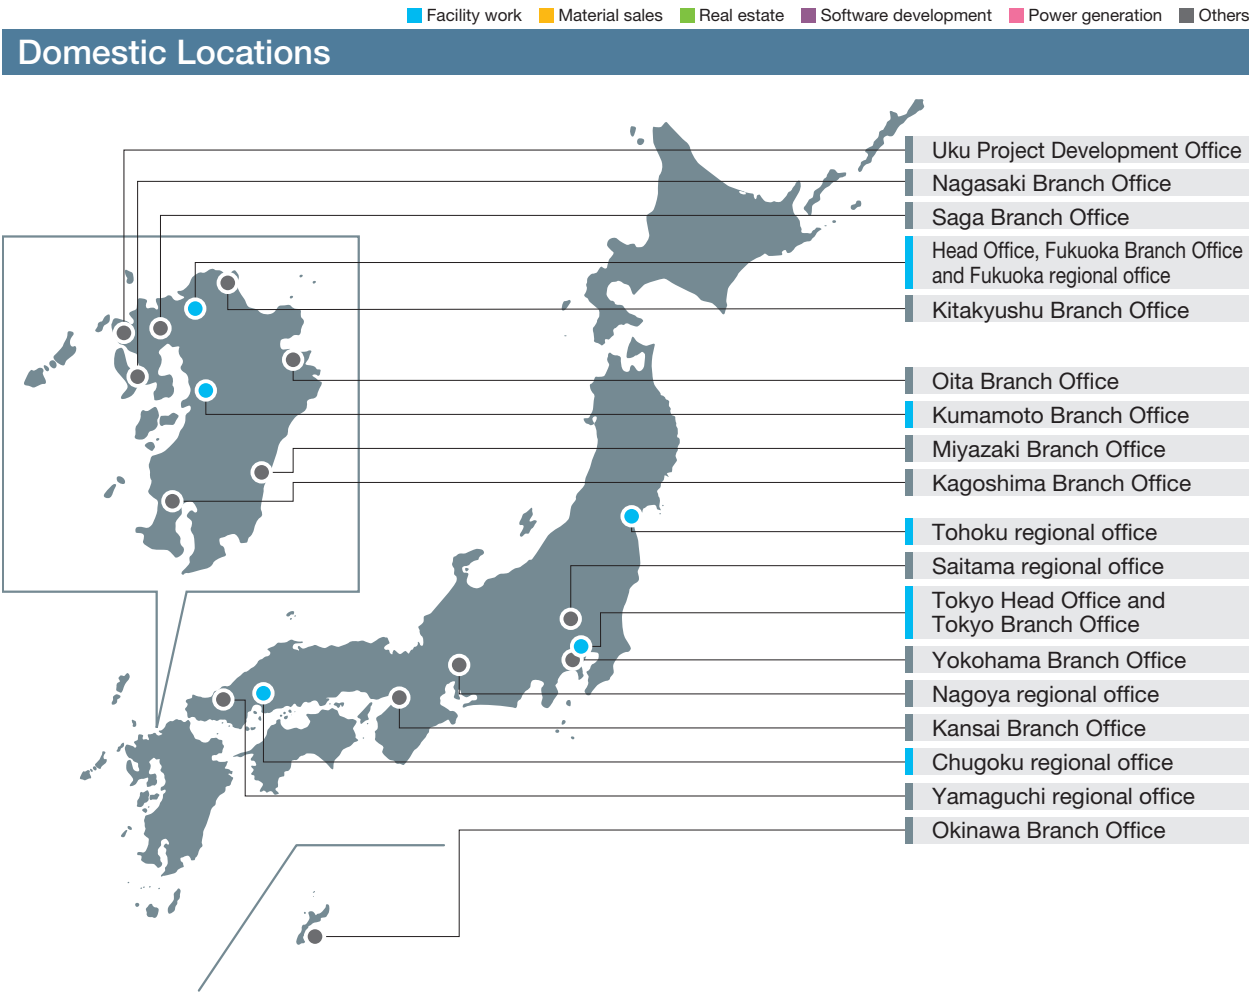 Facility work Material sales Real estate Software development Power generation Others
Domestic Locations
Uku Project Development Office
Nagasaki Branch Office
Saga Branch Office
Head Office, Fukuoka Branch Office
and Fukuoka regional office
Kitakyushu Branch Office
Oita Branch Office
Kumamoto Branch Office
Miyazaki Branch Office
Kagoshima Branch Office
Tohoku regional office
Saitama regional office
Tokyo Head Office and
Tokyo Branch Office
Yokohama Branch Office
Nagoya regional office
Kansai Branch Office
Chugoku regional office
Yamaguchi regional office
Okinawa Branch Office